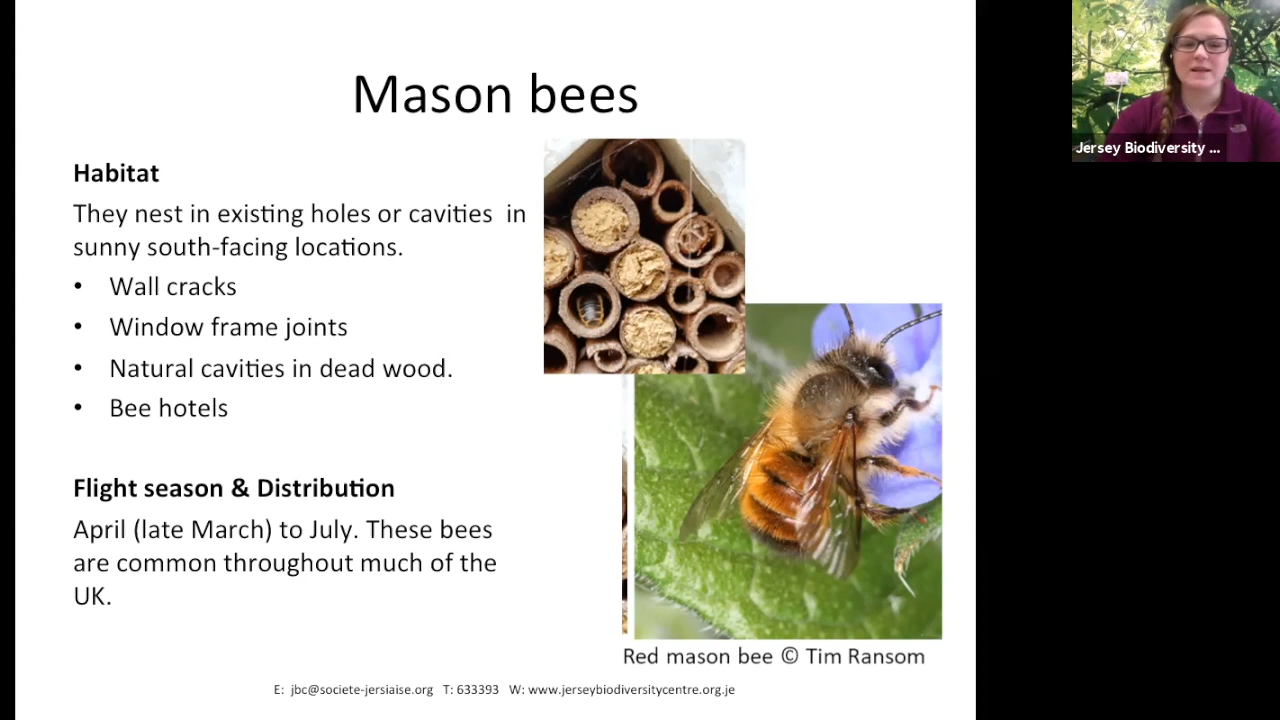 Mason bees
Habitat
They nest in existing holes or cavities in
sunny south-facing locations.
• Wall cracks
• Window frame joints
• Natural cavities in dead wood.
• Bee hotels
Flight season & Distribution
April (late March) to July. These bees
are common throughout much of the
UK.
Red mason bee © Tim Ransom
E: jbc@societe-jersiaise.org T: 633393 W: www.jerseybiodiversitycentre.org.je
Jersey Biodiversity ...